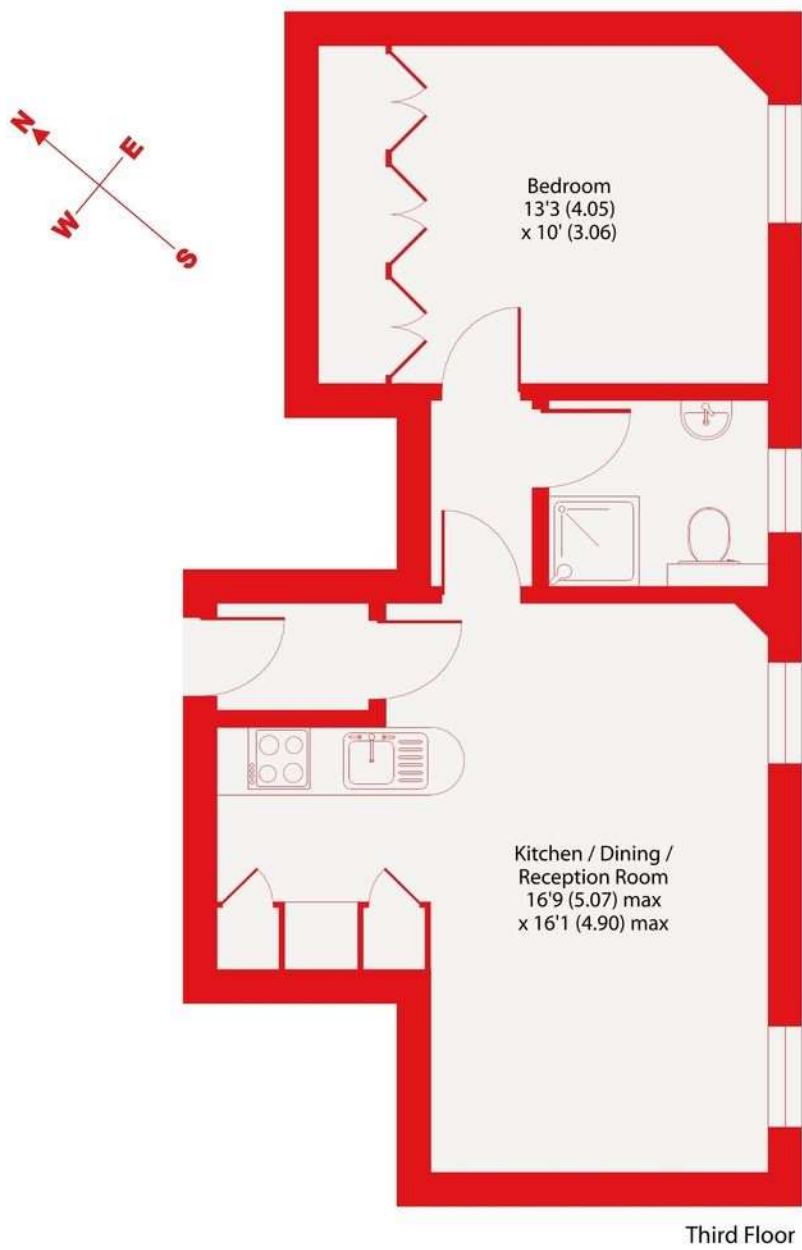 N
E
W
S
Bedroom
13'3 (4.05)
x 10' (3.06)
Kitchen / Dining /
Reception Room
16'9 (5.07) max
x 16'1 (4.90) max
Third Floor